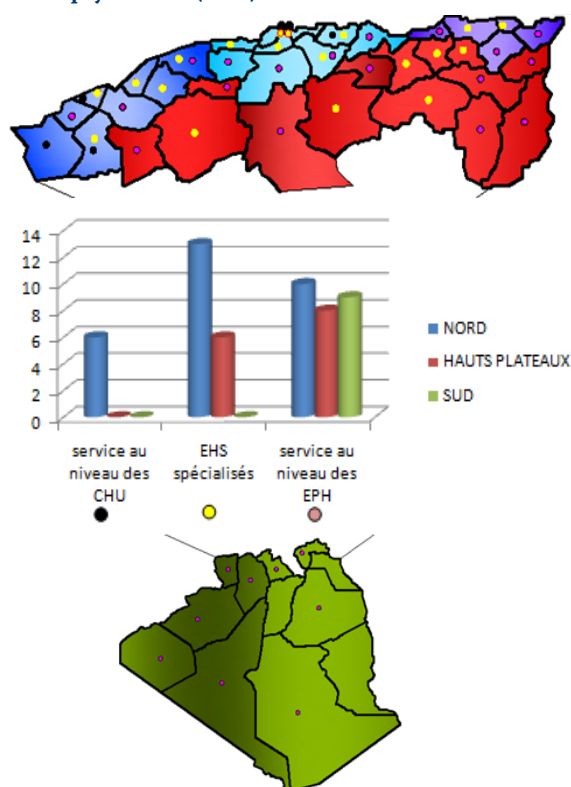 14
12
10
8
6
4
2
0
NORD
HAUTS PLATEAUX
SUD
service au
niveau des
CHU
EHS
spécialisés
service au
niveau des
EPH